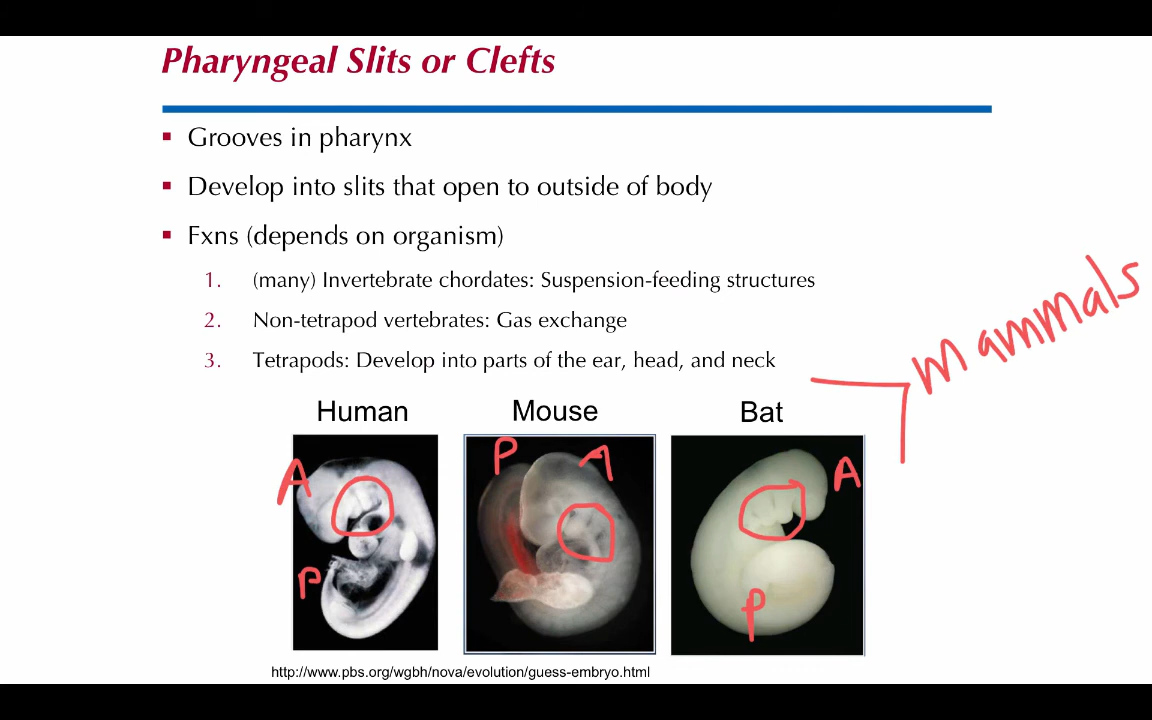 Pharyngeal Slits or Clefts
▪ Grooves in pharynx
▪ Develop into slits that open to outside of body
▪ Fxns (depends on organism)
1. (many) Invertebrate chordates: Suspension-feeding structures
2. Non-tetrapod vertebrates: Gas exchange
3. Tetrapods: Develop into parts of the ear, head, and neck
mammals
Human Mouse Bat
A P A A
P P
http://www.pbs.org/wgbh/nova/evolution/guess-embryo.html